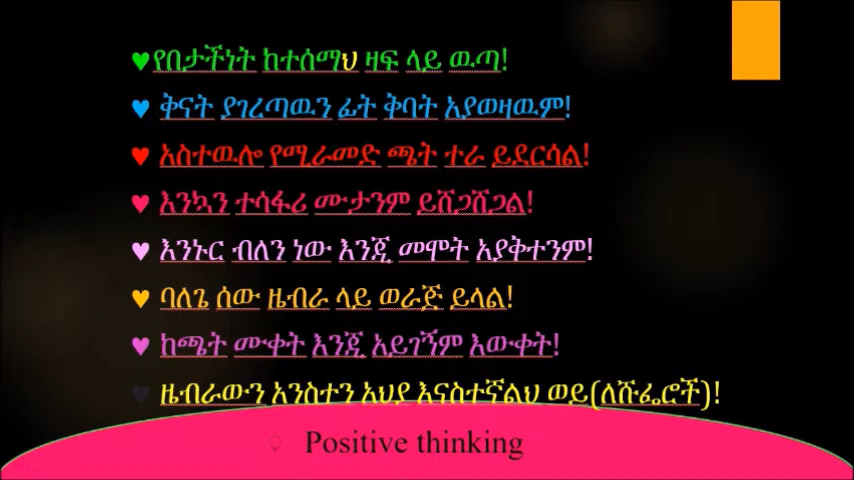 ♥የበታችነት ከተሰማህ ዛፍ ላይ ዉጣ!
♥ ቅናት ያገረጣዉን ፊት ቅባት አያወዛዉም!
♥ አስተዉሎ የሚራመድ ጫት ተራ ይደርሳል!
♥ እንኳን ተሳፋሪ ሙታንም ይሸጋሸጋል!
♥ እንኑር ብለን ነው እንጂ መሞት አያቅተንም!
♥ ባለጌ ሰው ዜብራ ላይ ወራጅ ይላል!
♥ ከጫት ሙቀት እንጂ አይገኝም እውቀት!
♥ ዜብራውን አንስተን አህያ እናስተኛልህ ወይ(ለሹፌሮች)!
Positive thinking